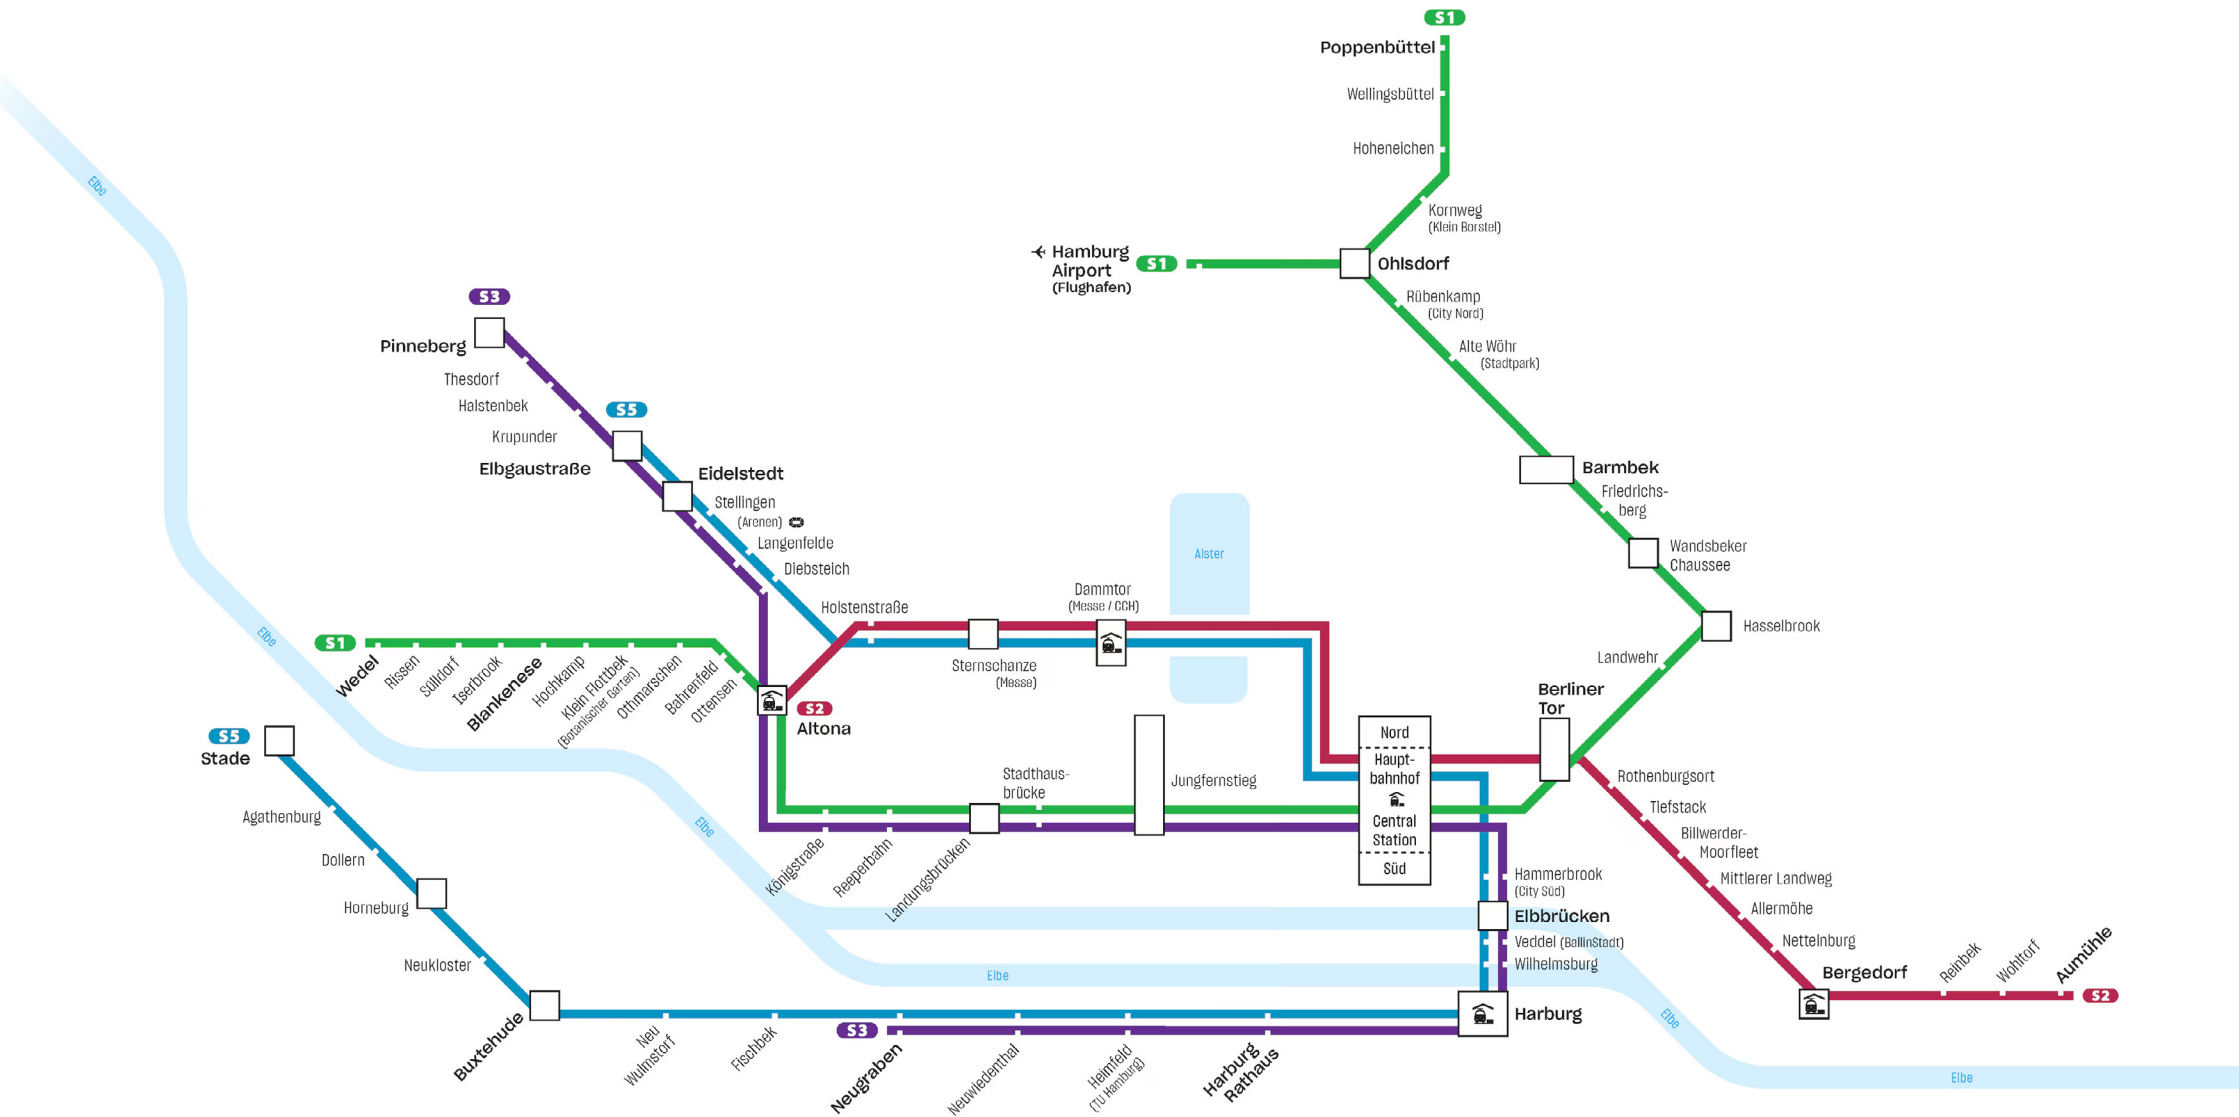 S1
Poppenbüttel
Wellingsbüttel
Hoheneichen
Kornweg
(Klein Borstel)
Hamburg
Airport
(Flughafen)
S1
Ohlsdorf
Rübenkamp
(City Nord)
Alte Wöhr
(Stadtpark)
Barmbek
Friedrichs-
berg
Wandsbeker
Chaussee
Hasselbrook
Landwehr
Berliner
Tor
Elbe
S3
Pinneberg
Thesdorf
Halstenbek
Krupunder
S5
Elbgaustraße
Eidelstedt
Stellingen
(Arenen)
Langenfelde
Diebsteich
Holstenstraße
Sternschanze
(Messe)
Dammtor
(Messe / CCH)
Alster
Elbe
S1
Wedel
Rissen
Sülldorf
Iserbrook
Blankenese
Hochkamp
Klein Flottbek
(Botanischer Garten)
Othmarschen
Bahrenfeld
Ottensen
S2
Altona
Königstraße
Reeperbahn
Landungsbrücken
Stadthaus-
brücke
Jungfernstieg
Nord
Haupt-
bahnhof
Central
Station
Süd
Rothenburgsort
Tiefstack
Billwerder-
Moorfleet
Mittlerer Landweg
Allermöhe
Nettelnburg
Bergedorf
Reinbek
Wohltorf
Aumühle
S2
S5
Stade
Agathenburg
Dollern
Horneburg
Neukloster
Buxtehude
Elbe
Elbe
Hammerbrook
(City Süd)
Elbbrücken
Veddel (BallinStadt)
Wilhelmsburg
Harburg
Neu
Wulmstorf
Fischbek
S3
Neugraben
Neuwiedenthal
Heimfeld
(TU Hamburg)
Harburg
Rathaus
Elbe
Elbe